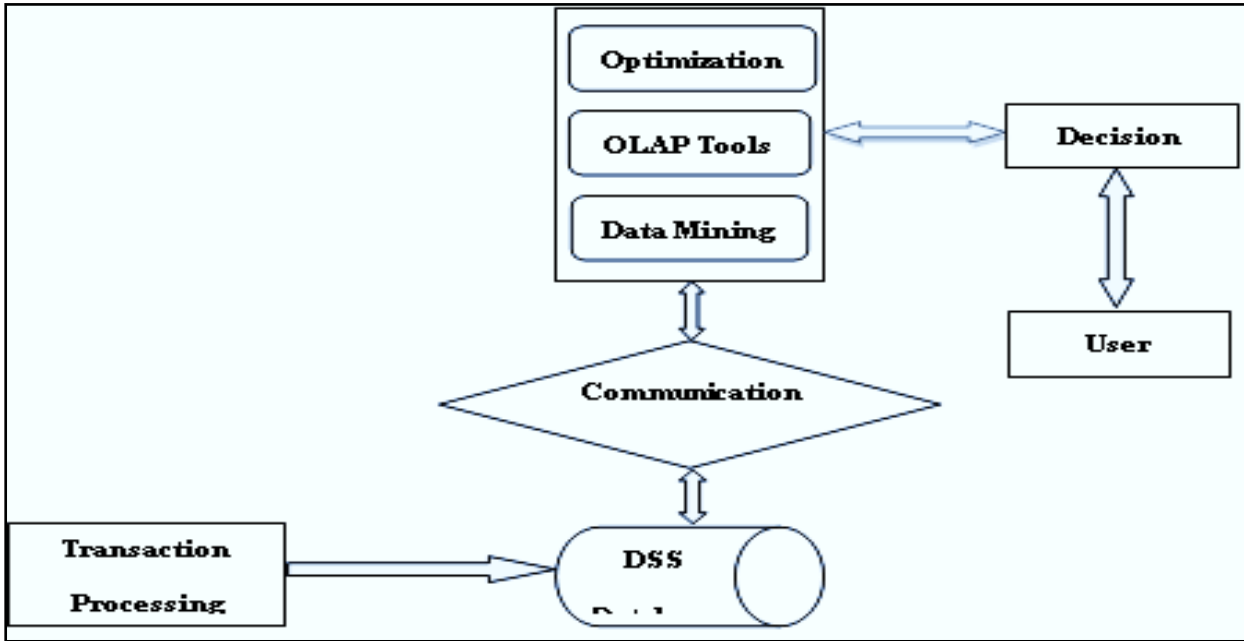 Optimization
OLAP Tools
Data Mining
Decision
User
Communication
Transaction
Processing
DSS